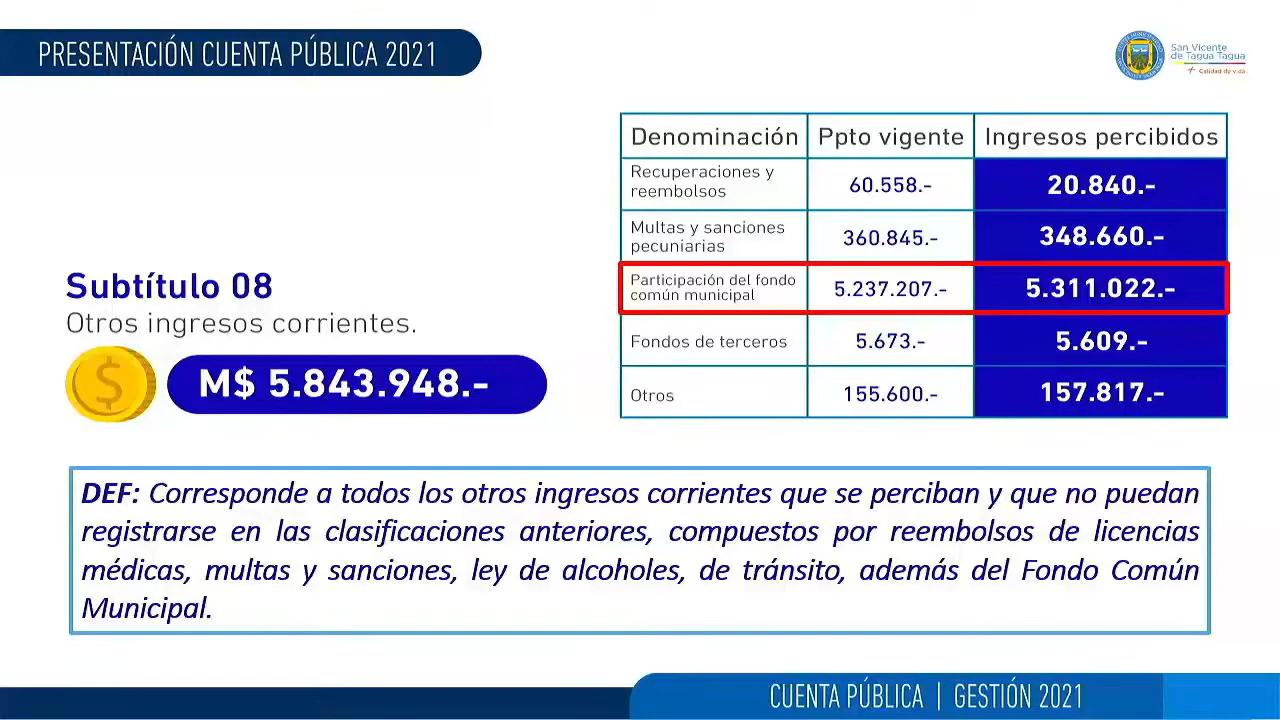 PRESENTACIÓN CUENTA PÚBLICA 2021
San Vicente
de Tagua Tagua
+ Calidad de vida
Denominación Ppto vigente Ingresos percibidos
Recuperaciones y
reembolsos 60.558.- 20.840.-
Multas y sanciones
pecuniarias 360.845.- 348.660.-
Participación del fondo
común municipal 5.237.207.- 5.311.022.-
Fondos de terceros 5.673.- 5.609.-
Otros 155.600.- 157.817.-
Subtítulo 08
Otros ingresos corrientes.
$
M$ 5.843.948.-
DEF: Corresponde a todos los otros ingresos corrientes que se perciban y que no puedan
registrarse en las clasificaciones anteriores, compuestos por reembolsos de licencias
médicas, multas y sanciones, ley de alcoholes, de tránsito, además del Fondo Común
Municipal.
CUENTA PÚBLICA | GESTIÓN 2021